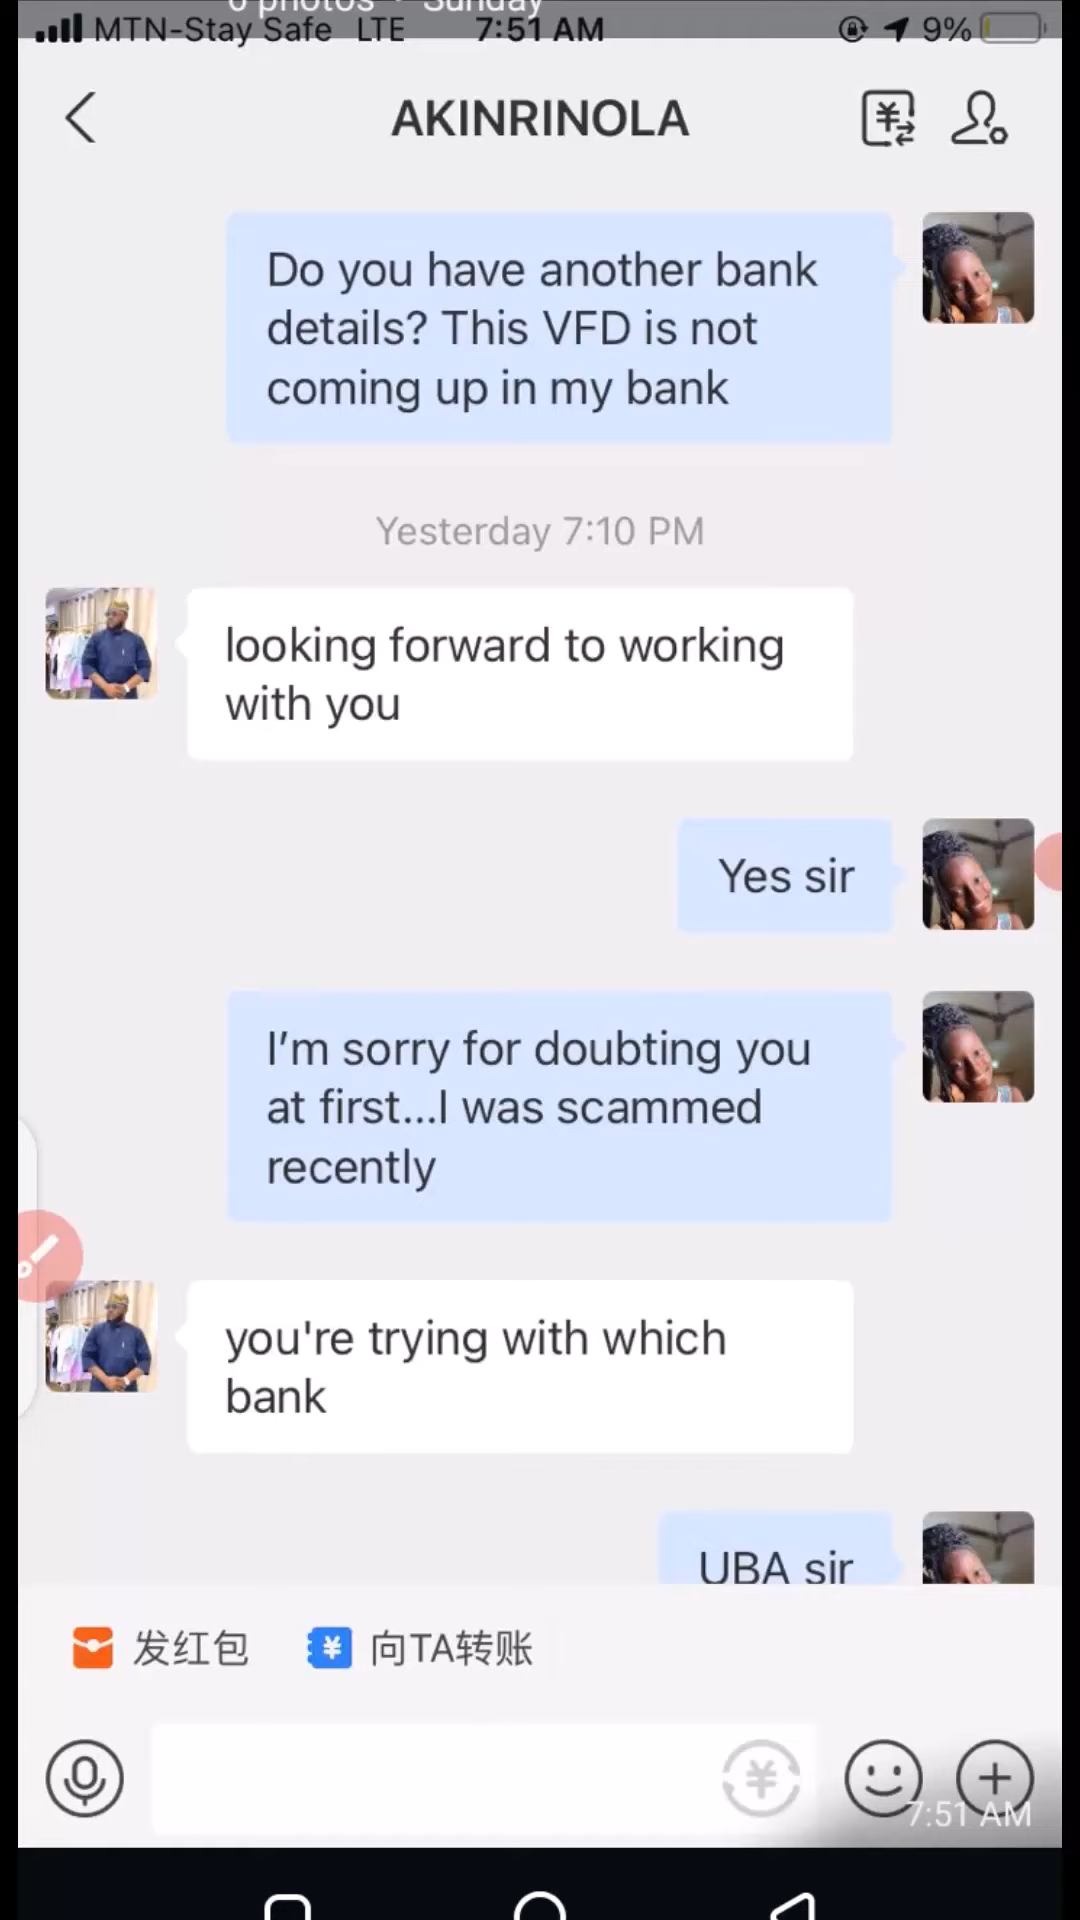 6 photos • Sunday
MTN-Stay Safe LTE 7:51 AM 9%
AKINRINOLA
Do you have another bank
details? This VFD is not
coming up in my bank
Yesterday 7:10 PM
looking forward to working
with you
Yes sir
I'm sorry for doubting you
at first...I was scammed
recently
you're trying with which
bank
UBA sir
发红包 向TA转账
7:51 AM